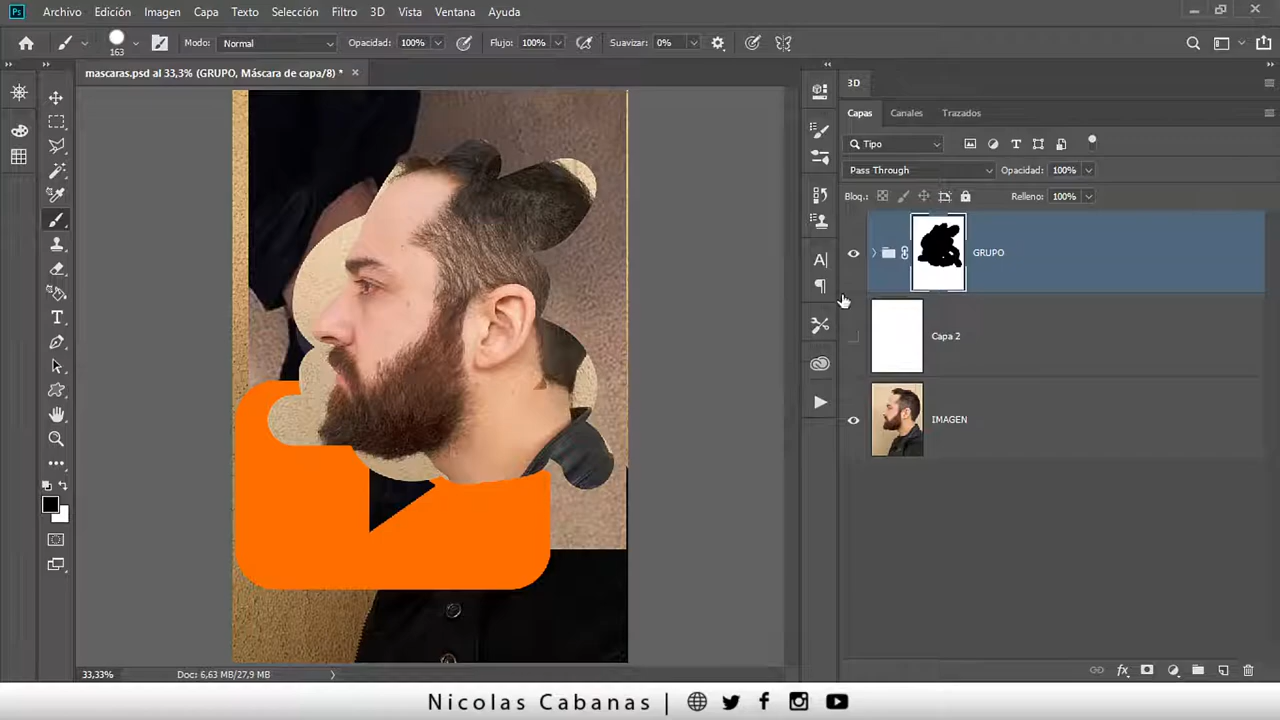 Ps Archivo Edición Imagen Capa Texto Selección Filtro 3D Vista Ventana Ayuda
163 Modo: Normal Opacidad: 100% Flujo: 100% Suavizar: 0%
mascaras.psd al 33,3% (GRUPO, Máscara de capa/8) * ×
3D
Capas Canales Trazados
Tipo
Pass Through Opacidad: 100%
Bloq.: Relleno: 100%
GRUPO
Capa 2
IMAGEN
33,33% Doc: 6,63 MB/27,9 MB
Nicolas Cabanas |